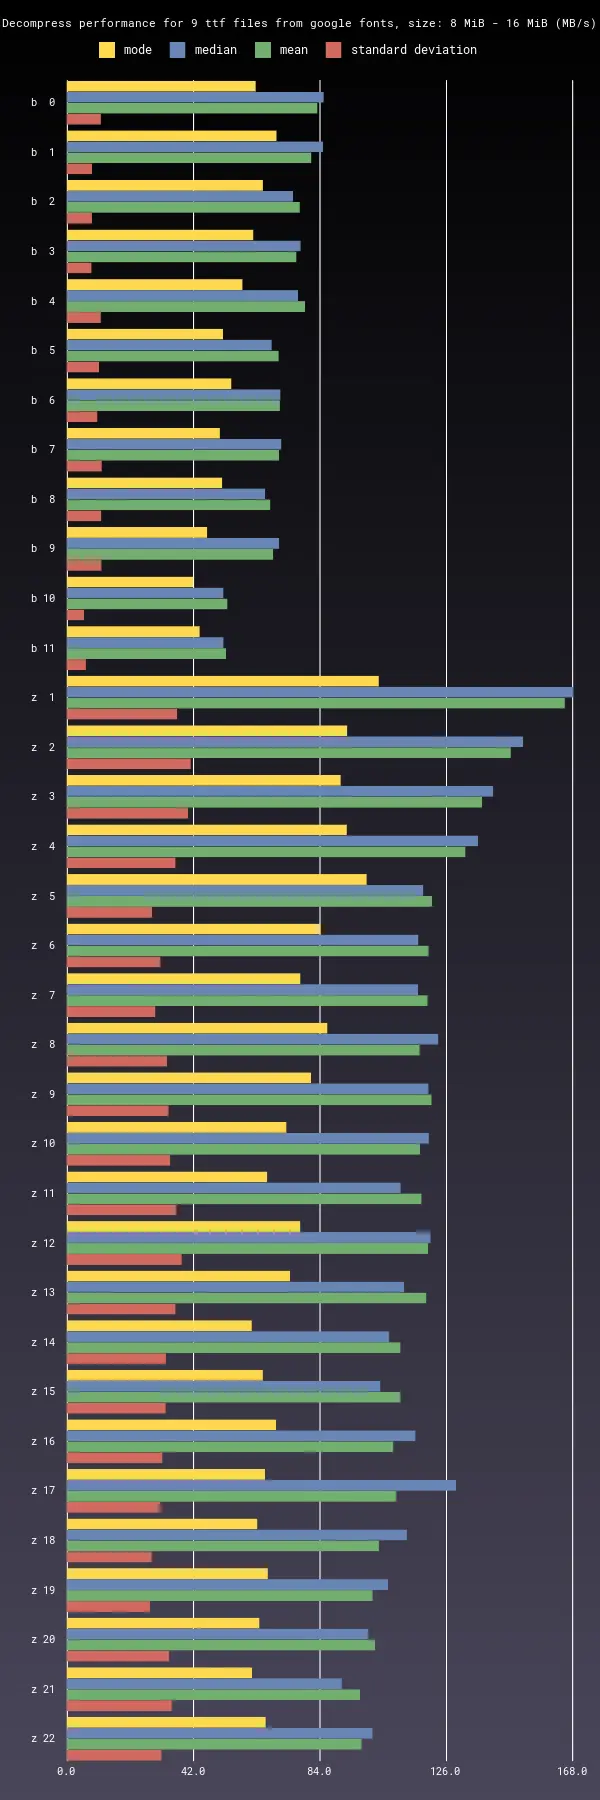 Decompress performance for 9 ttf files from google fonts, size: 8 MiB - 16 MiB (MB/s)
mode median mean standard deviation
b 0
b 1
b 2
b 3
b 4
b 5
b 6
b 7
b 8
b 9
b 10
b 11
z 1
z 2
z 3
z 4
z 5
z 6
z 7
z 8
z 9
z 10
z 11
z 12
z 13
z 14
z 15
z 16
z 17
z 18
z 19
z 20
z 21
z 22
0.0 42.0 84.0 126.0 168.0